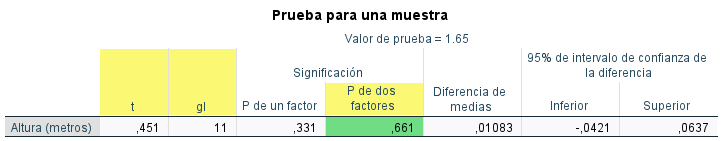 Prueba para una muestra
Valor de prueba = 1.65
t
gl
Significación
P de un factor
P de dos factores
Diferencia de medias
95% de intervalo de confianza de la diferencia
Inferior
Superior
Altura (metros) ,451 11 ,331 ,661 ,01083 -,0421 ,0637